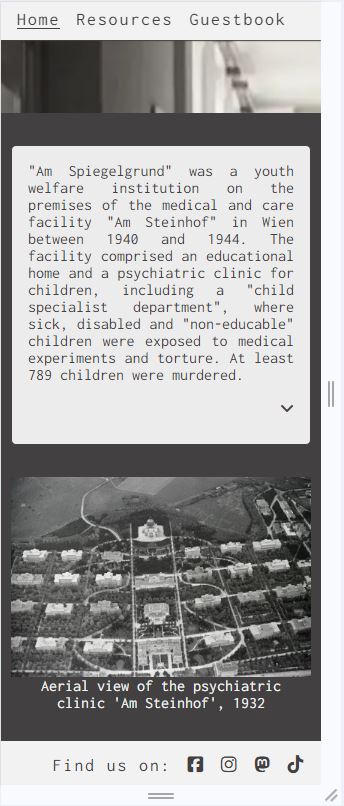 Home Resources Guestbook
"Am Spiegelgrund" was a youth
welfare institution on the
premises of the medical and care
facility "Am Steinhof" in Wien
between 1940 and 1944. The
facility comprised an educational
home and a psychiatric clinic for
children, including a "child
specialist department", where
sick, disabled and "non-educable"
children were exposed to medical
experiments and torture. At least
789 children were murdered.
Aerial view of the psychiatric
clinic 'Am Steinhof', 1932
Find us on: